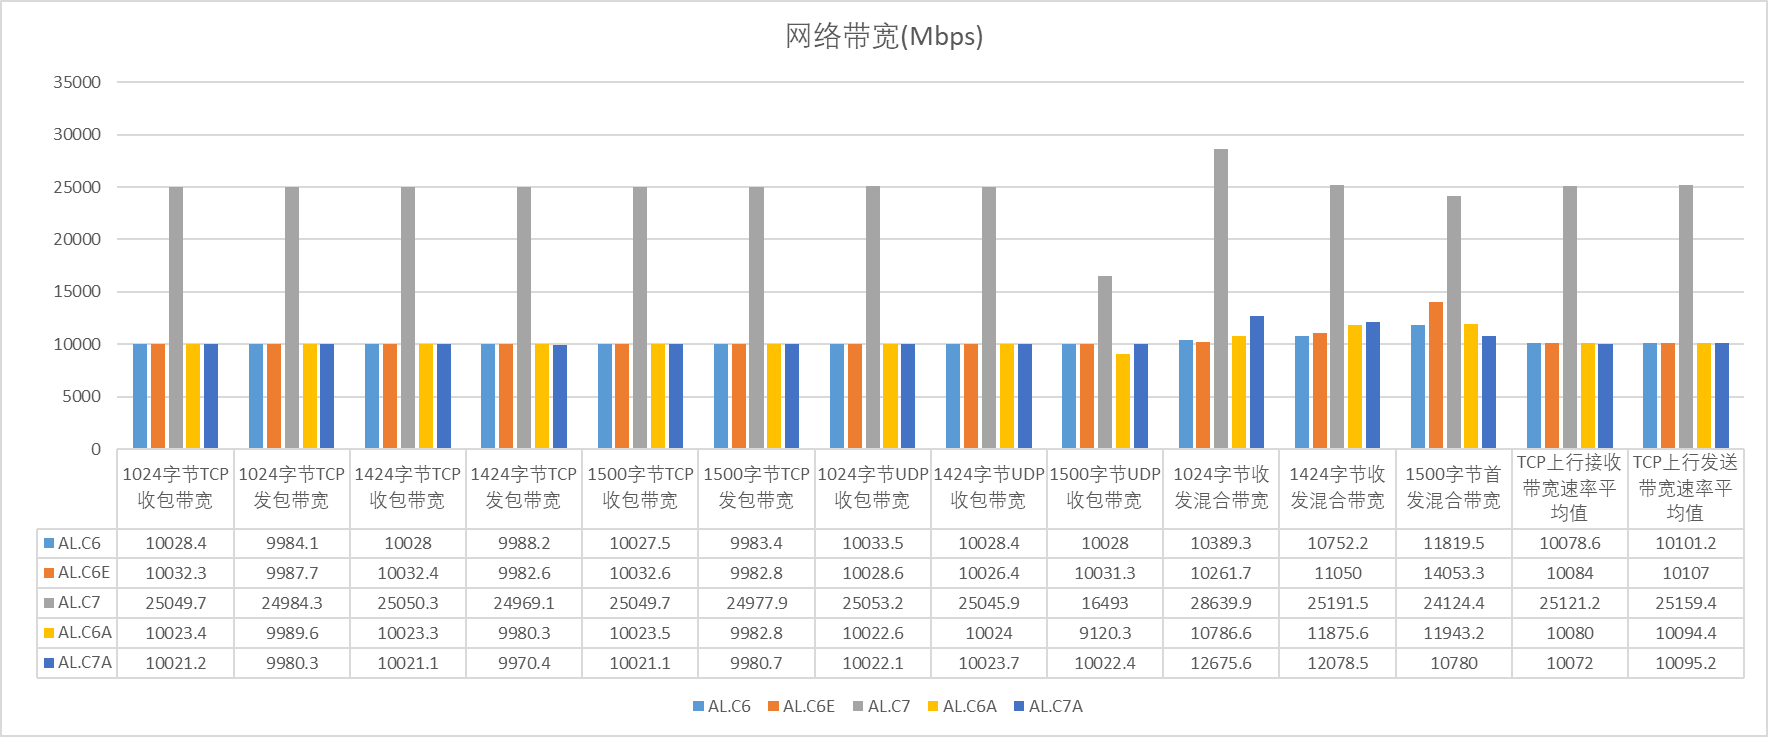 网络带宽(Mbps)
35000
30000
25000
20000
15000
10000
5000
0
1024字节TCP收包带宽 1024字节TCP发包带宽 1424字节TCP收包带宽 1424字节TCP发包带宽 1500字节TCP收包带宽 1500字节TCP发包带宽 1024字节UDP收包带宽 1424字节UDP收包带宽 1500字节UDP收包带宽 1024字节收发混合带宽 1424字节收发混合带宽 1500字节首发混合带宽 TCP上行接收带宽速率平均值 TCP上行发送带宽速率平均值
AL.C6 10028.4 9984.1 10028 9988.2 10027.5 9983.4 10033.5 10028.4 10028 10389.3 10752.2 11819.5 10078.6 10101.2
AL.C6E 10032.3 9987.7 10032.4 9982.6 10032.6 9982.8 10028.6 10026.4 10031.3 10261.7 11050 14053.3 10084 10107
AL.C7 25049.7 24984.3 25050.3 24969.1 25049.7 24977.9 25053.2 25045.9 16493 28639.9 25191.5 24124.4 25121.2 25159.4
AL.C6A 10023.4 9989.6 10023.3 9980.3 10023.5 9982.8 10022.6 10024 9120.3 10786.6 11875.6 11943.2 10080 10094.4
AL.C7A 10021.2 9980.3 10021.1 9970.4 10021.1 9980.7 10022.1 10023.7 10022.4 12675.6 12078.5 10780 10072 10095.2
AL.C6 AL.C6E AL.C7 AL.C6A AL.C7A